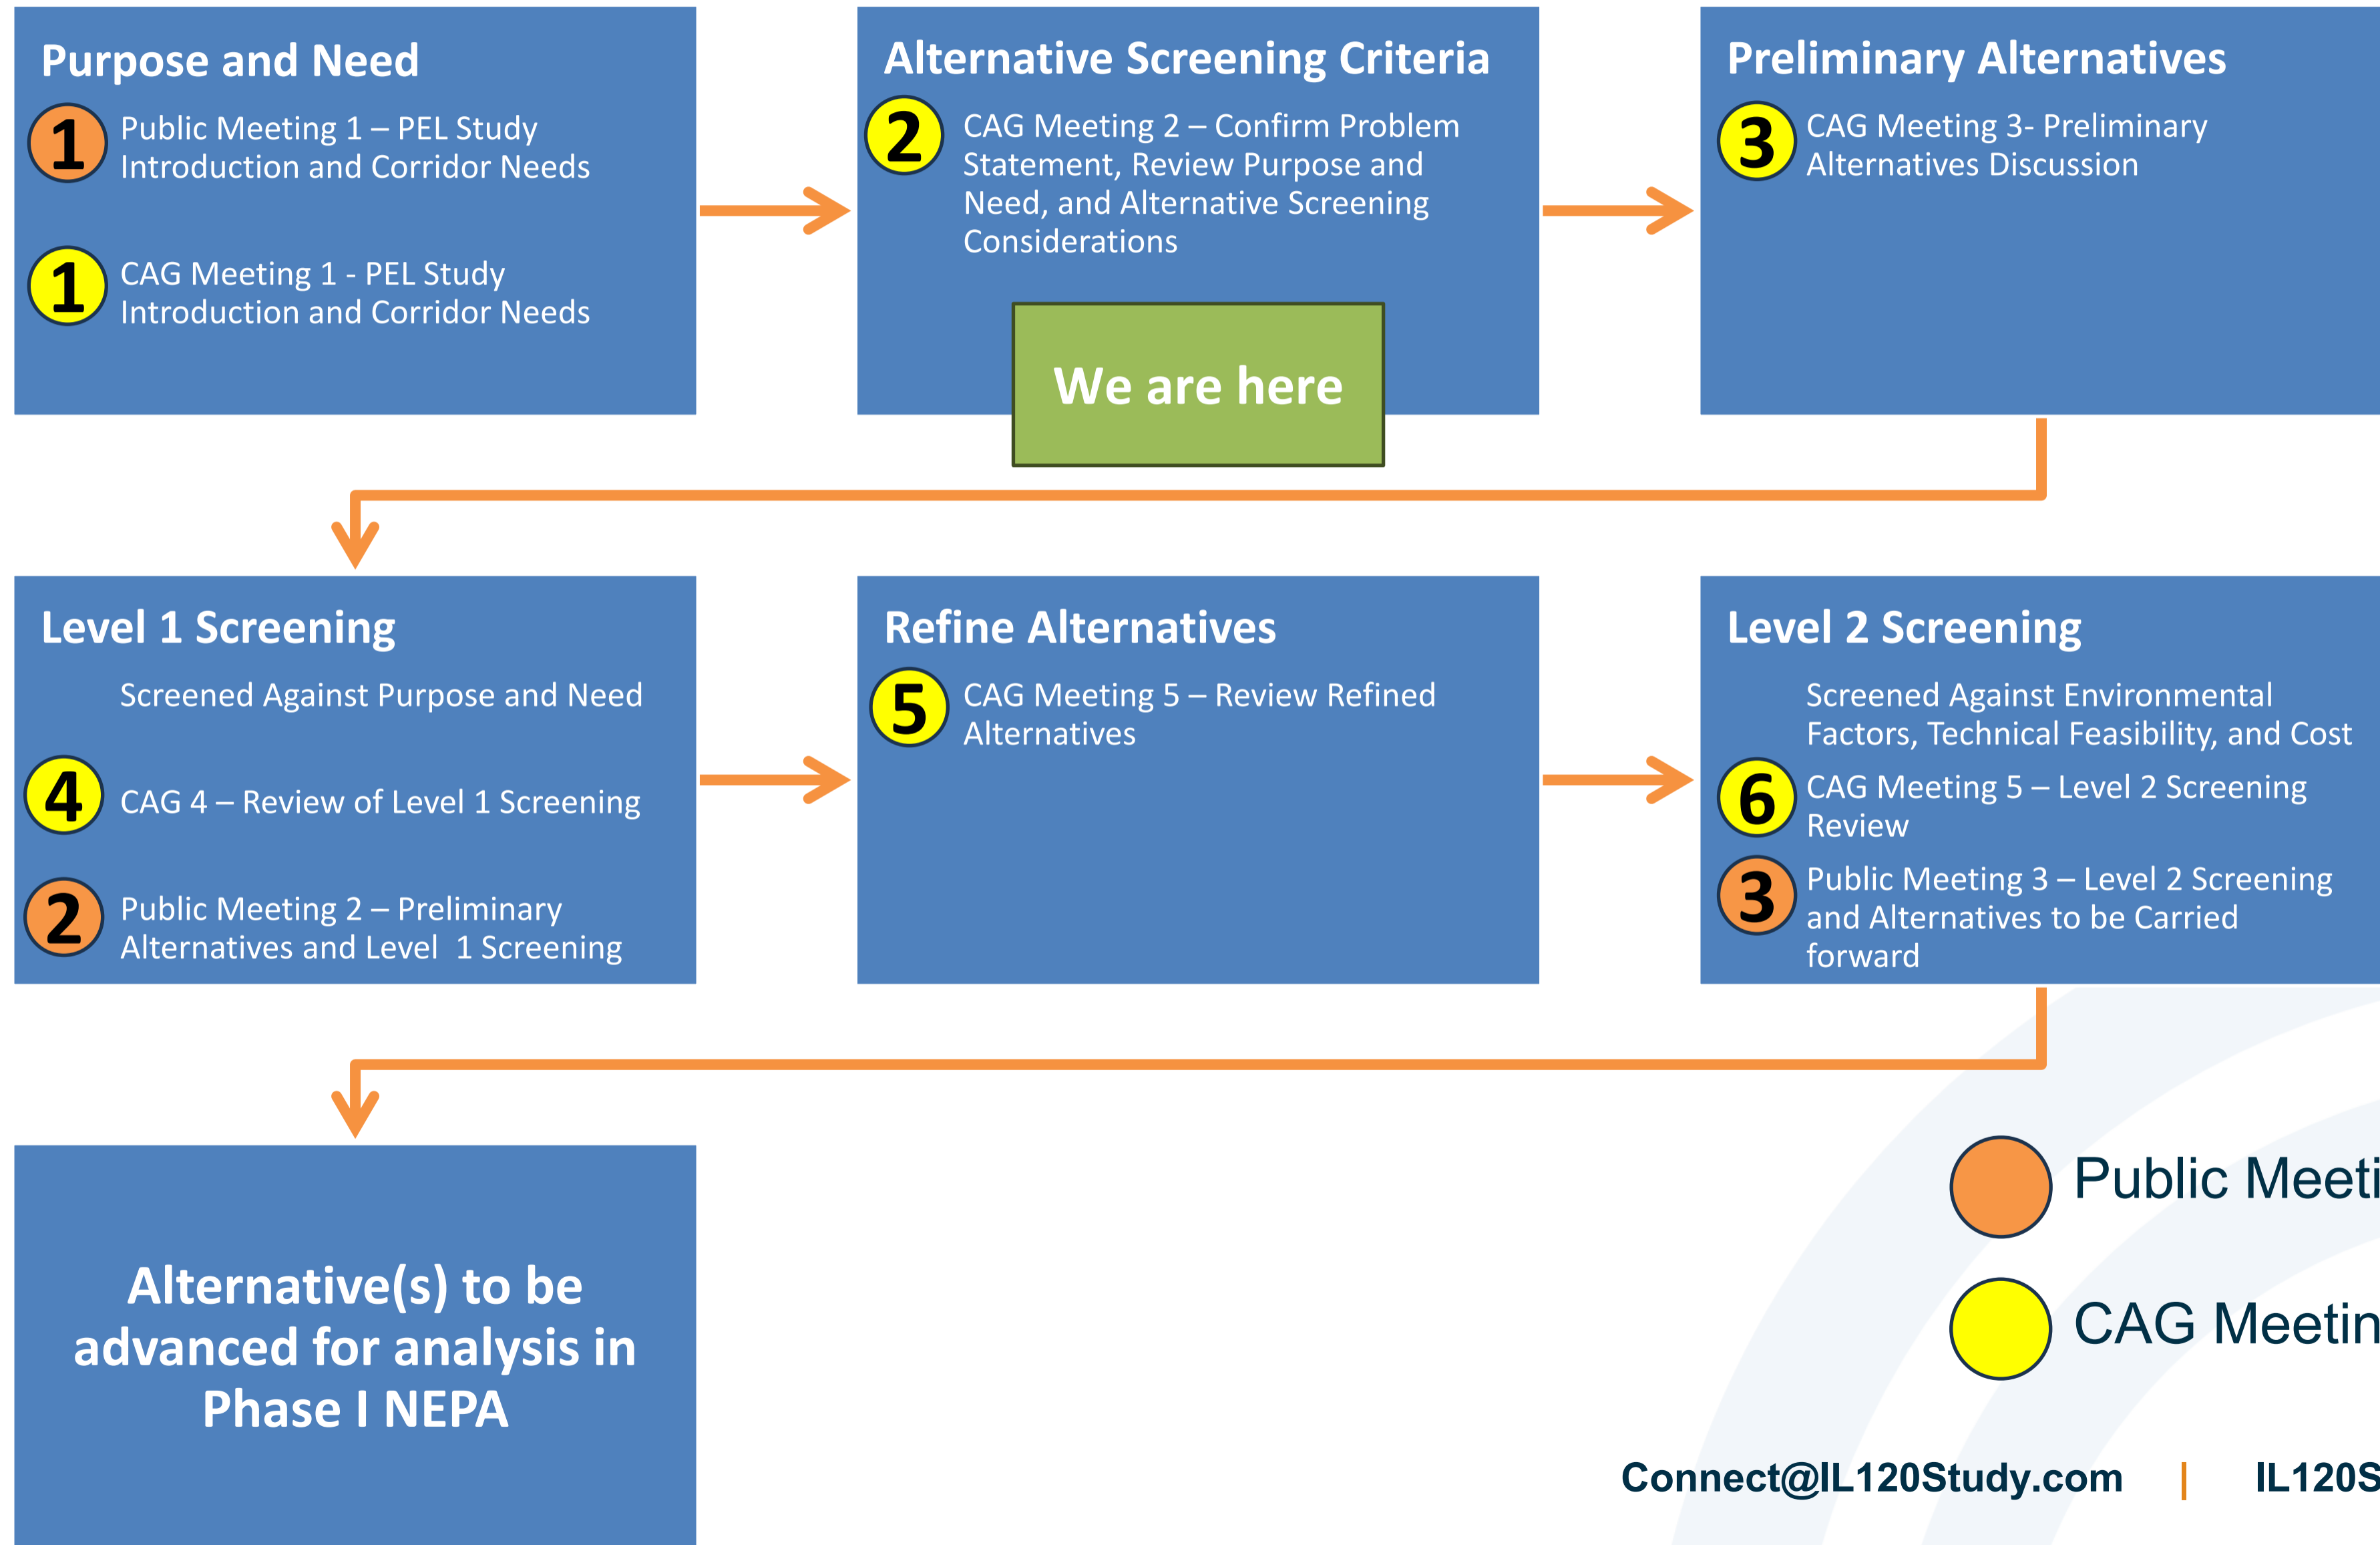 Purpose and Need
1
Public Meeting 1 – PEL Study
Introduction and Corridor Needs
1
CAG Meeting 1 - PEL Study
Introduction and Corridor Needs
Alternative Screening Criteria
2
CAG Meeting 2 – Confirm Problem
Statement, Review Purpose and
Need, and Alternative Screening
Considerations
We are here
Preliminary Alternatives
3
CAG Meeting 3- Preliminary
Alternatives Discussion
Level 1 Screening
Screened Against Purpose and Need
4
CAG 4 – Review of Level 1 Screening
2
Public Meeting 2 – Preliminary
Alternatives and Level  1 Screening
Refine Alternatives
5
CAG Meeting 5 – Review Refined
Alternatives
Level 2 Screening
Screened Against Environmental
Factors, Technical Feasibility, and Cost
6
CAG Meeting 5 – Level 2 Screening
Review
3
Public Meeting 3 – Level 2 Screening
and Alternatives to be Carried
forward
Alternative(s) to be
advanced for analysis in
Phase I NEPA
Public Meeti
CAG Meetin
Connect@IL120Study.com | IL120S